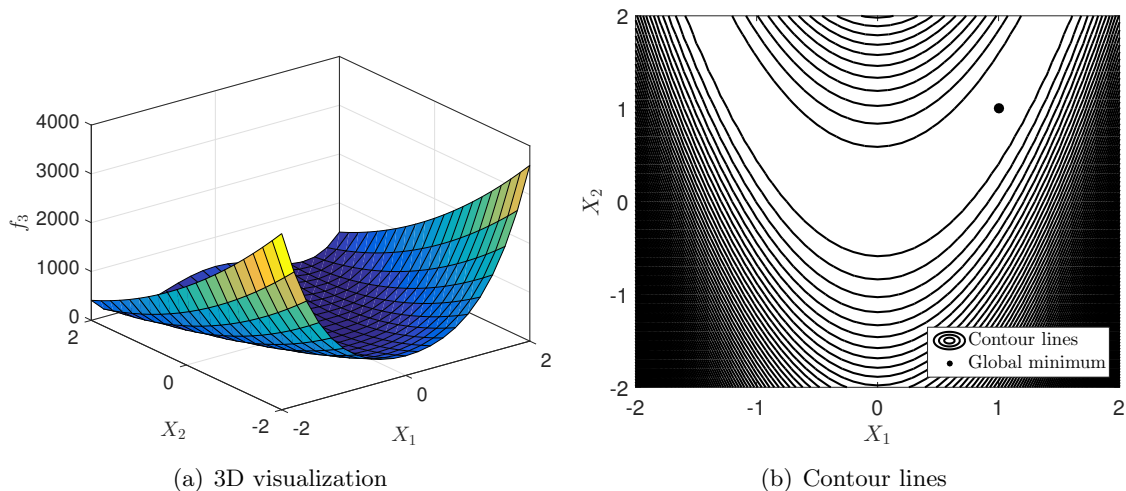 4000
3000
2000
1000
0
f₃
2
0
-2
X₂
-2
0
2
X₁
(a) 3D visualization
2
1
0
-1
-2
X₂
-2
-1
0
1
2
X₁
Contour lines
Global minimum
(b) Contour lines